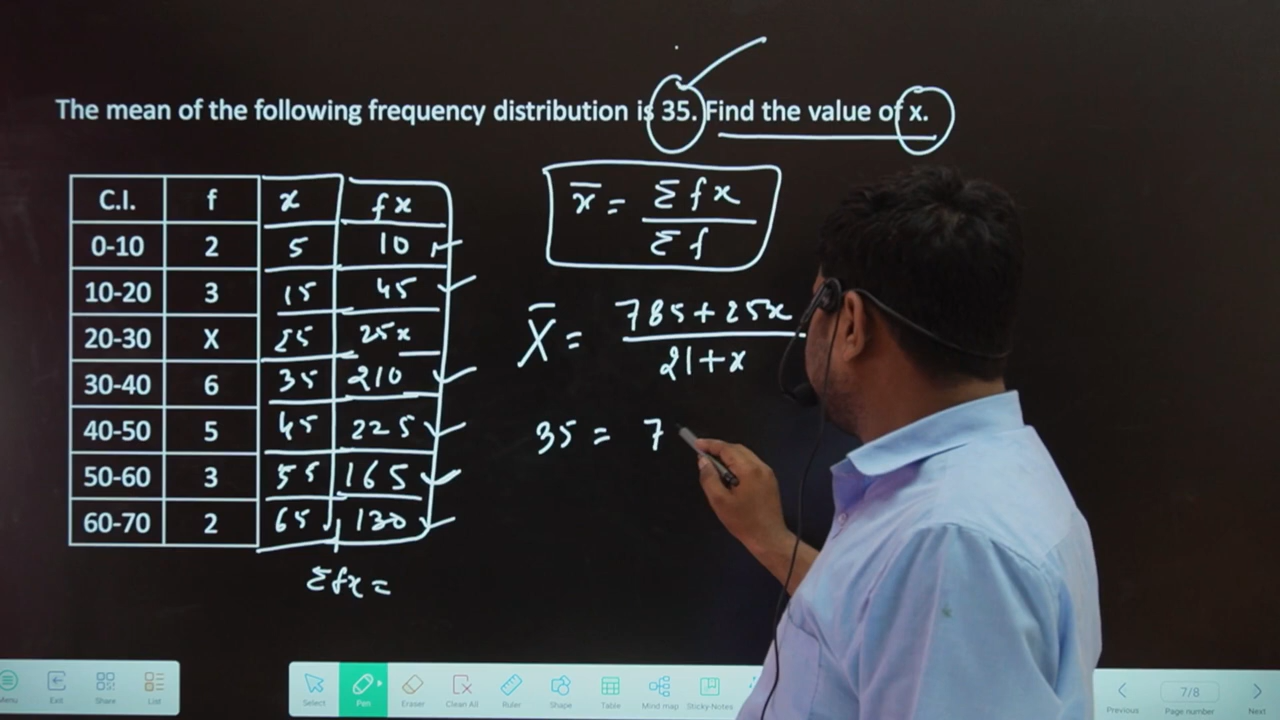 The mean of the following frequency distribution is 35. Find the value of x.
C.I. f x fx
0-10 2 5 10
10-20 3 15 45
20-30 X 25 25x
30-40 6 35 210
40-50 5 45 225
50-60 3 55 165
60-70 2 65 130
Σfx =
x̄ = Σfx / Σf
X̄ = 785+25x / 21+x
35 = 7
Menu Exit Share List
Select Pen Eraser Clean All Ruler Shape Table Mind map Sticky-Notes
Previous 7/8 Page number Next